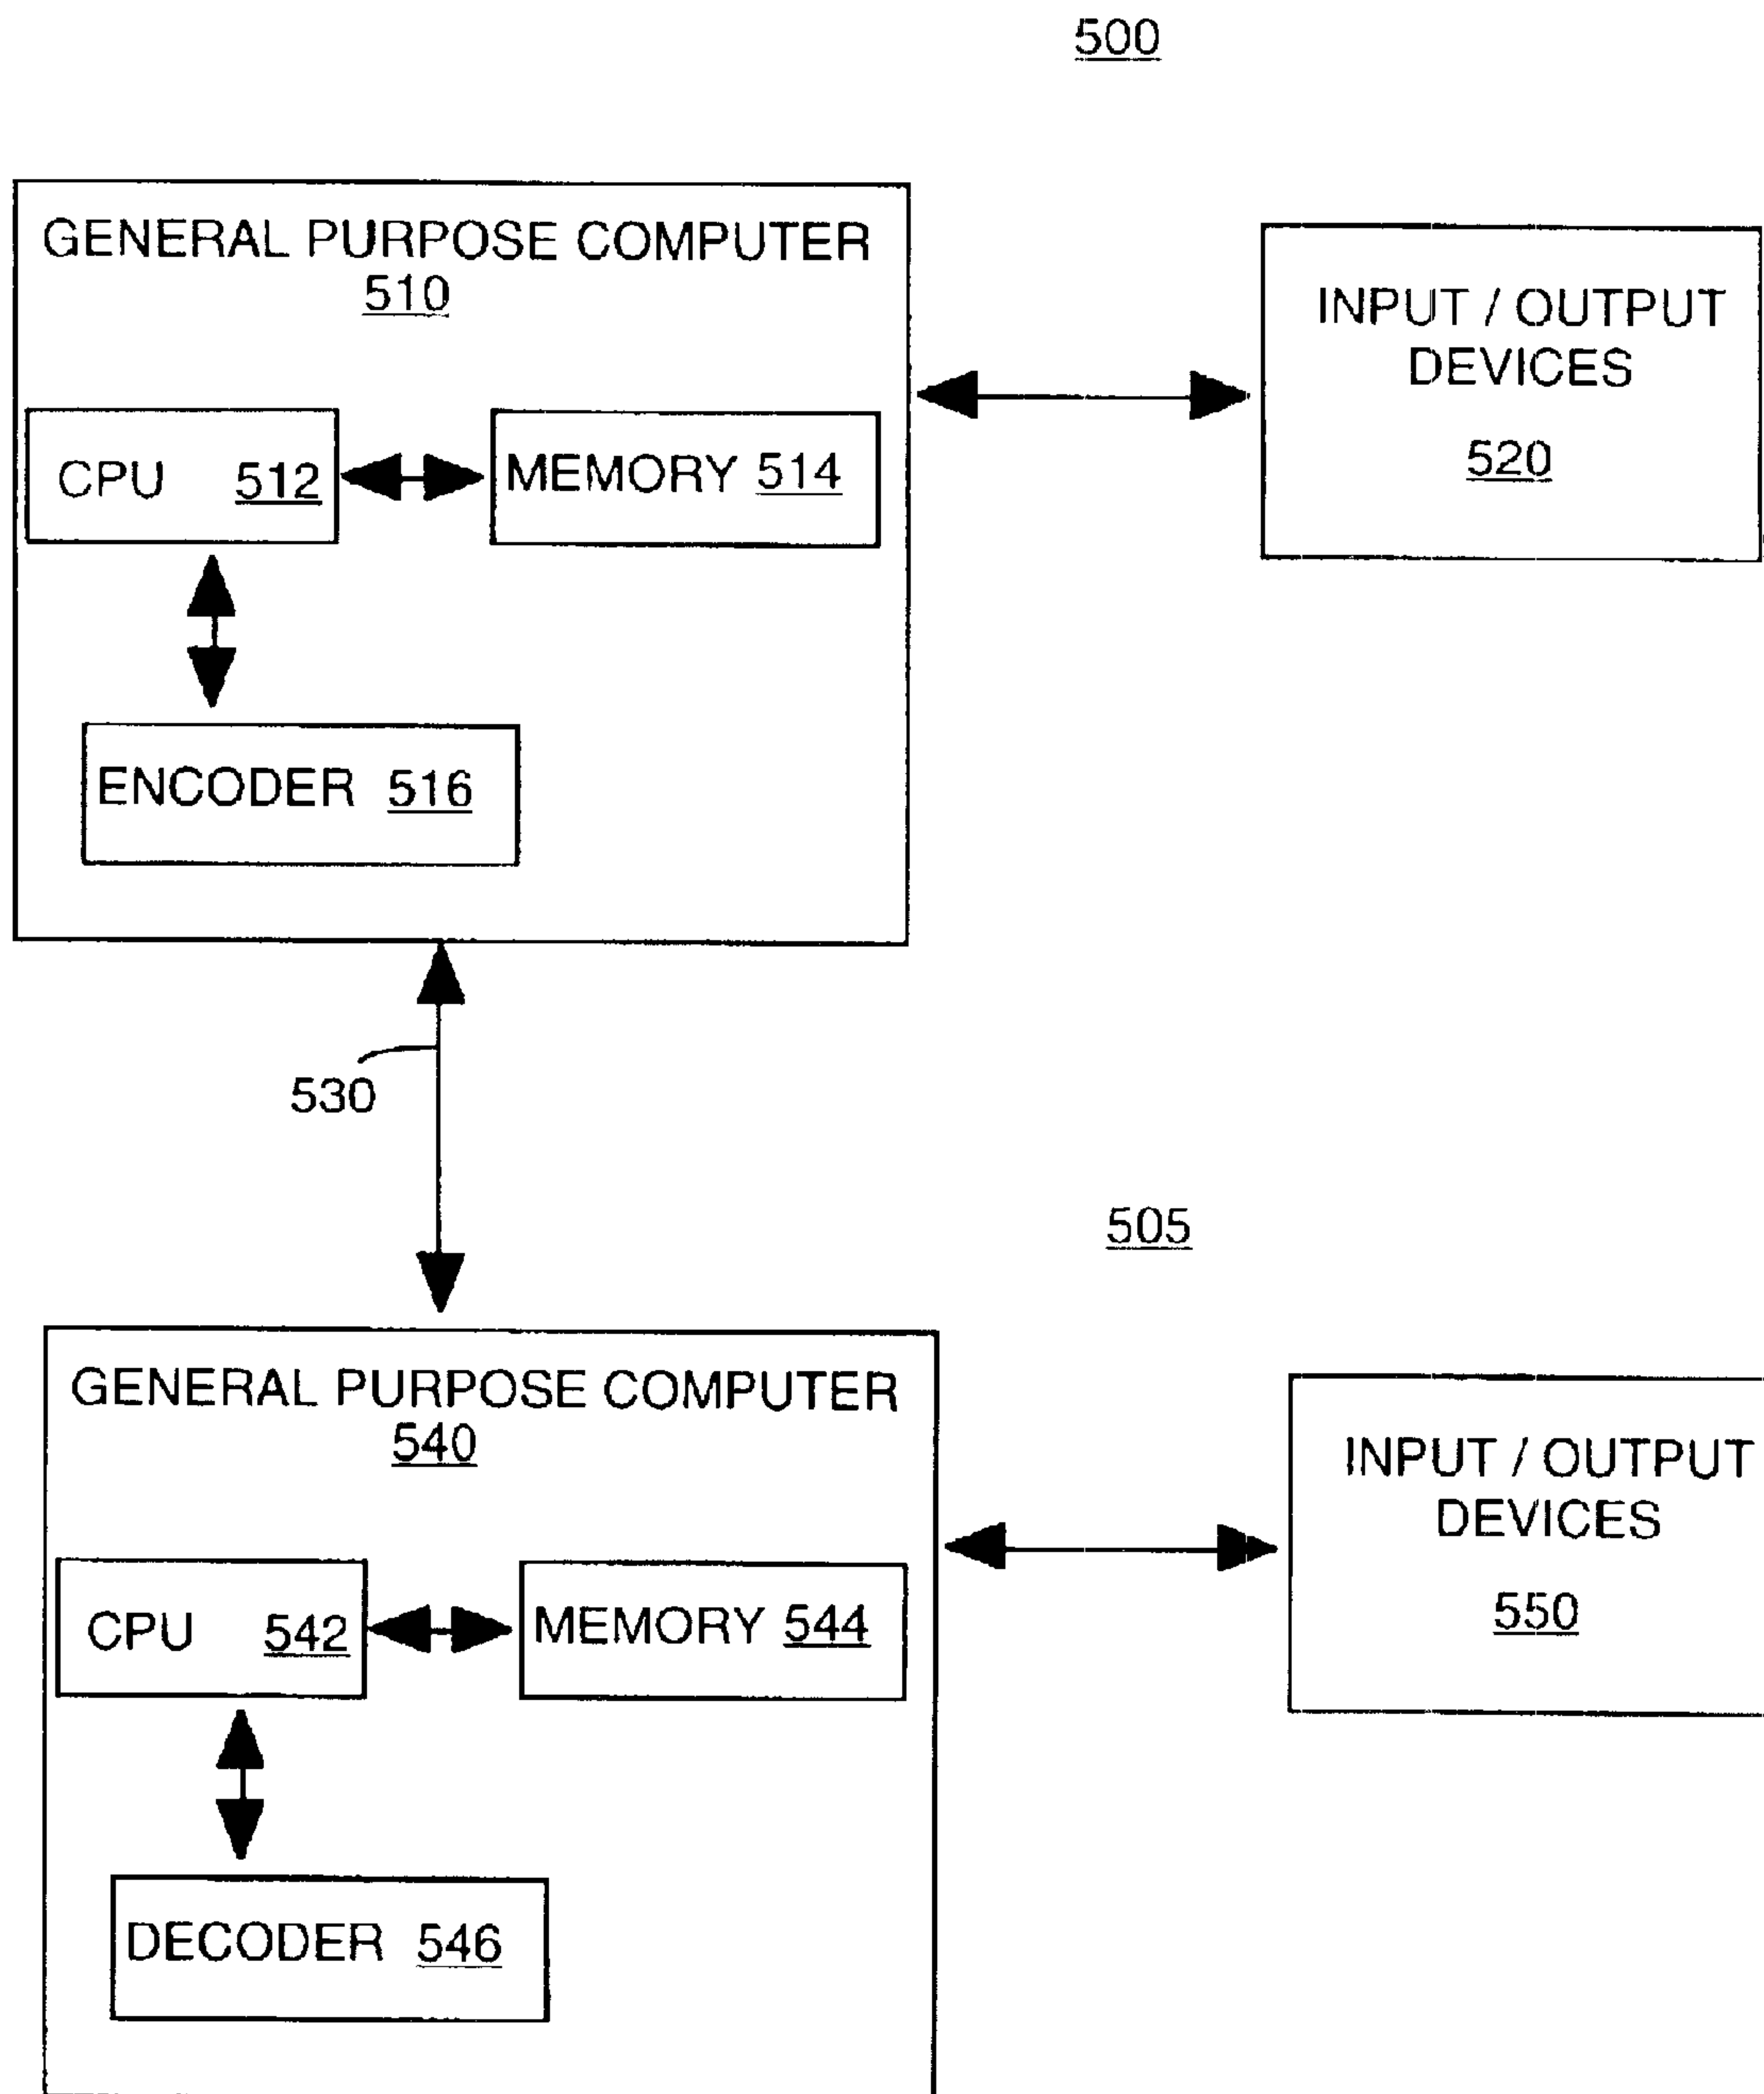 500
GENERAL PURPOSE COMPUTER
510
INPUT / OUTPUT
DEVICES
520
CPU 512
MEMORY 514
ENCODER 516
530
505
GENERAL PURPOSE COMPUTER
540
INPUT / OUTPUT
DEVICES
550
CPU 542
MEMORY 544
DECODER 546